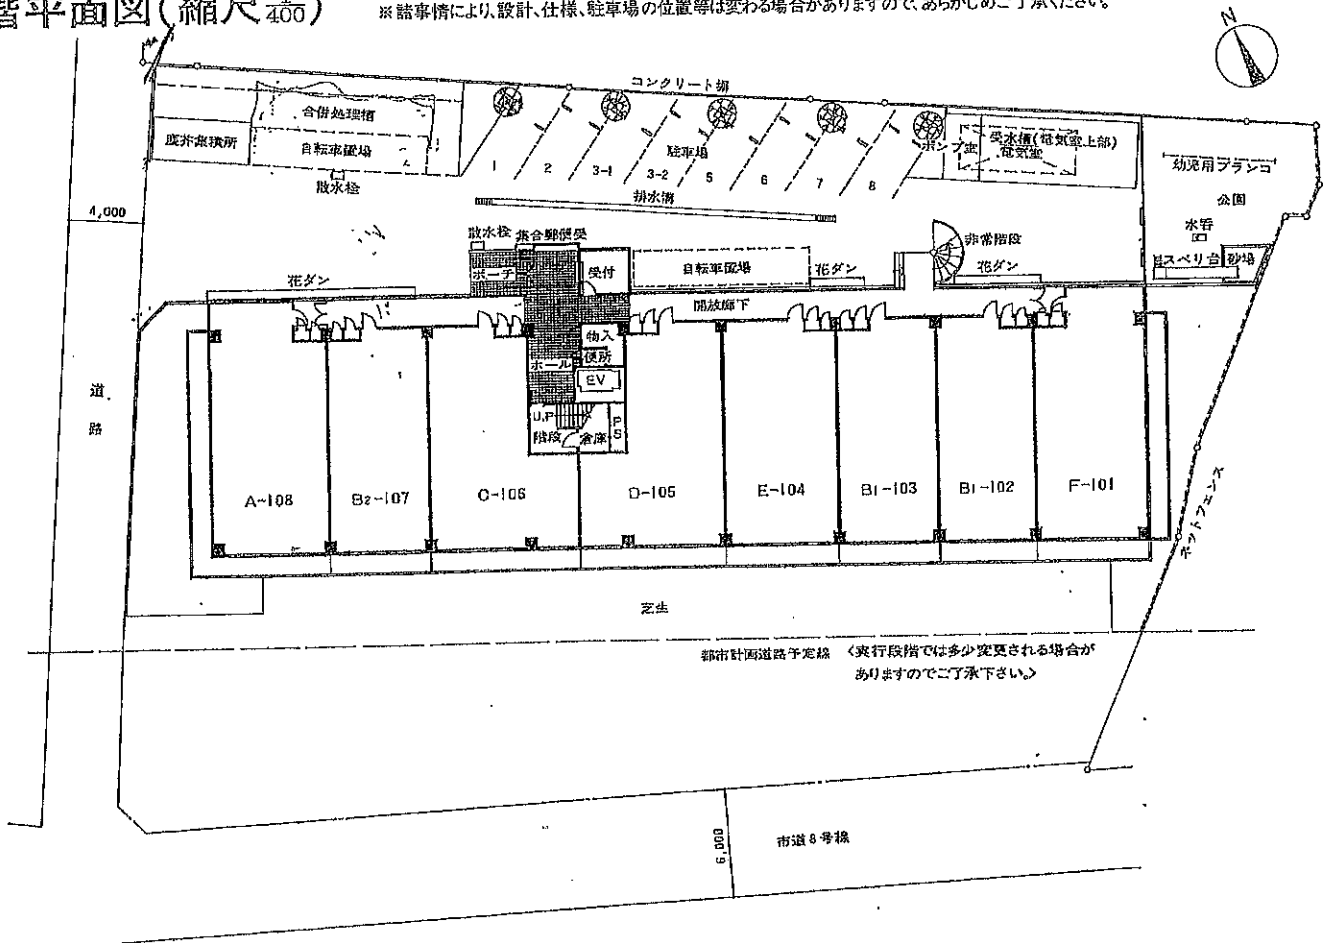 階平面図(縮尺 1/400)
※諸事情により、設計、仕様、駐車場の位置等は変わる場合がありますので、あらかじめご了承ください。
N
コンクリート塀
合併処理槽
塵芥集積所
自転車置場
散水栓
駐車場
1
2
3-1
3-2
5
6
7
8
ポンプ室
受水槽(電気室上部)
電気室
幼児用ブランコ
公園
水呑
スベリ台
砂場
排水溝
4,000
散水栓
集合郵便受
ポーチ
受付
自転車置場
花ダン
非常階段
花ダン
花ダン
開放廊下
物入
便所
ホール
EV
U.P
階段
倉庫
PS
道路
A-108
B2-107
C-106
D-105
E-104
B1-103
B1-102
F-101
ネットフェンス
芝生
都市計画道路予定線
〈実行段階では多少変更される場合が
ありますのでご了承下さい。〉
6,000
市道8号線